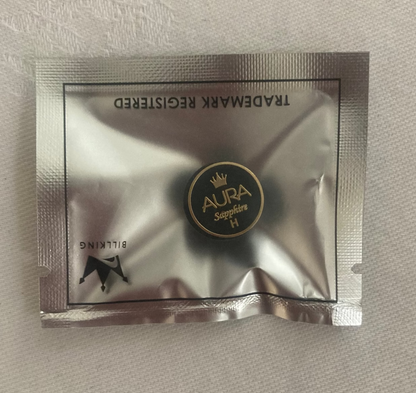 TRADEMARK REGISTERED
AURA
Sapphire
H
BILLKING